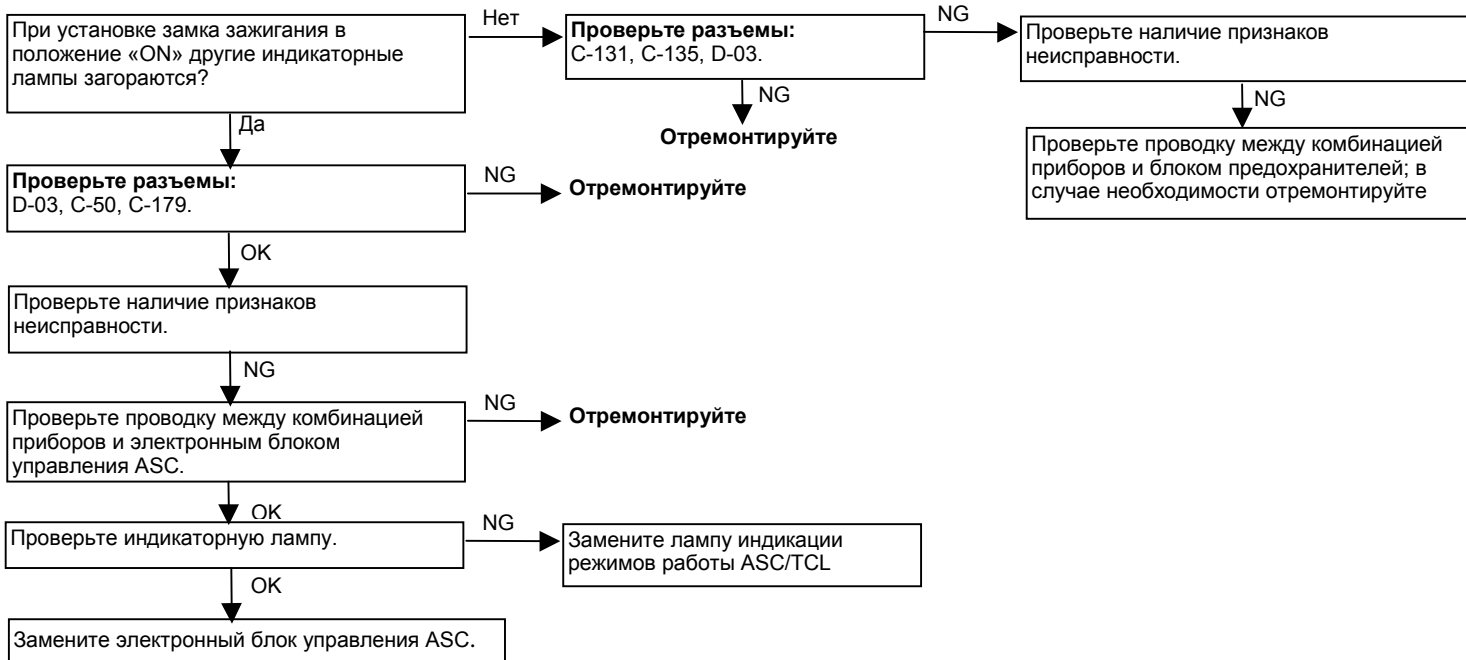 При установке замка зажигания в
положение «ON» другие индикаторные
лампы загораются?
Нет
Проверьте разъемы:
C-131, C-135, D-03.
NG
Проверьте наличие признаков
неисправности.
NG
Отремонтируйте
NG
Проверьте проводку между комбинацией
приборов и блоком предохранителей; в
случае необходимости отремонтируйте
Да
Проверьте разъемы:
D-03, C-50, C-179.
NG
Отремонтируйте
OK
Проверьте наличие признаков
неисправности.
NG
Проверьте проводку между комбинацией
приборов и электронным блоком
управления ASC.
NG
Отремонтируйте
OK
Проверьте индикаторную лампу.
NG
Замените лампу индикации
режимов работы ASC/TCL
OK
Замените электронный блок управления ASC.